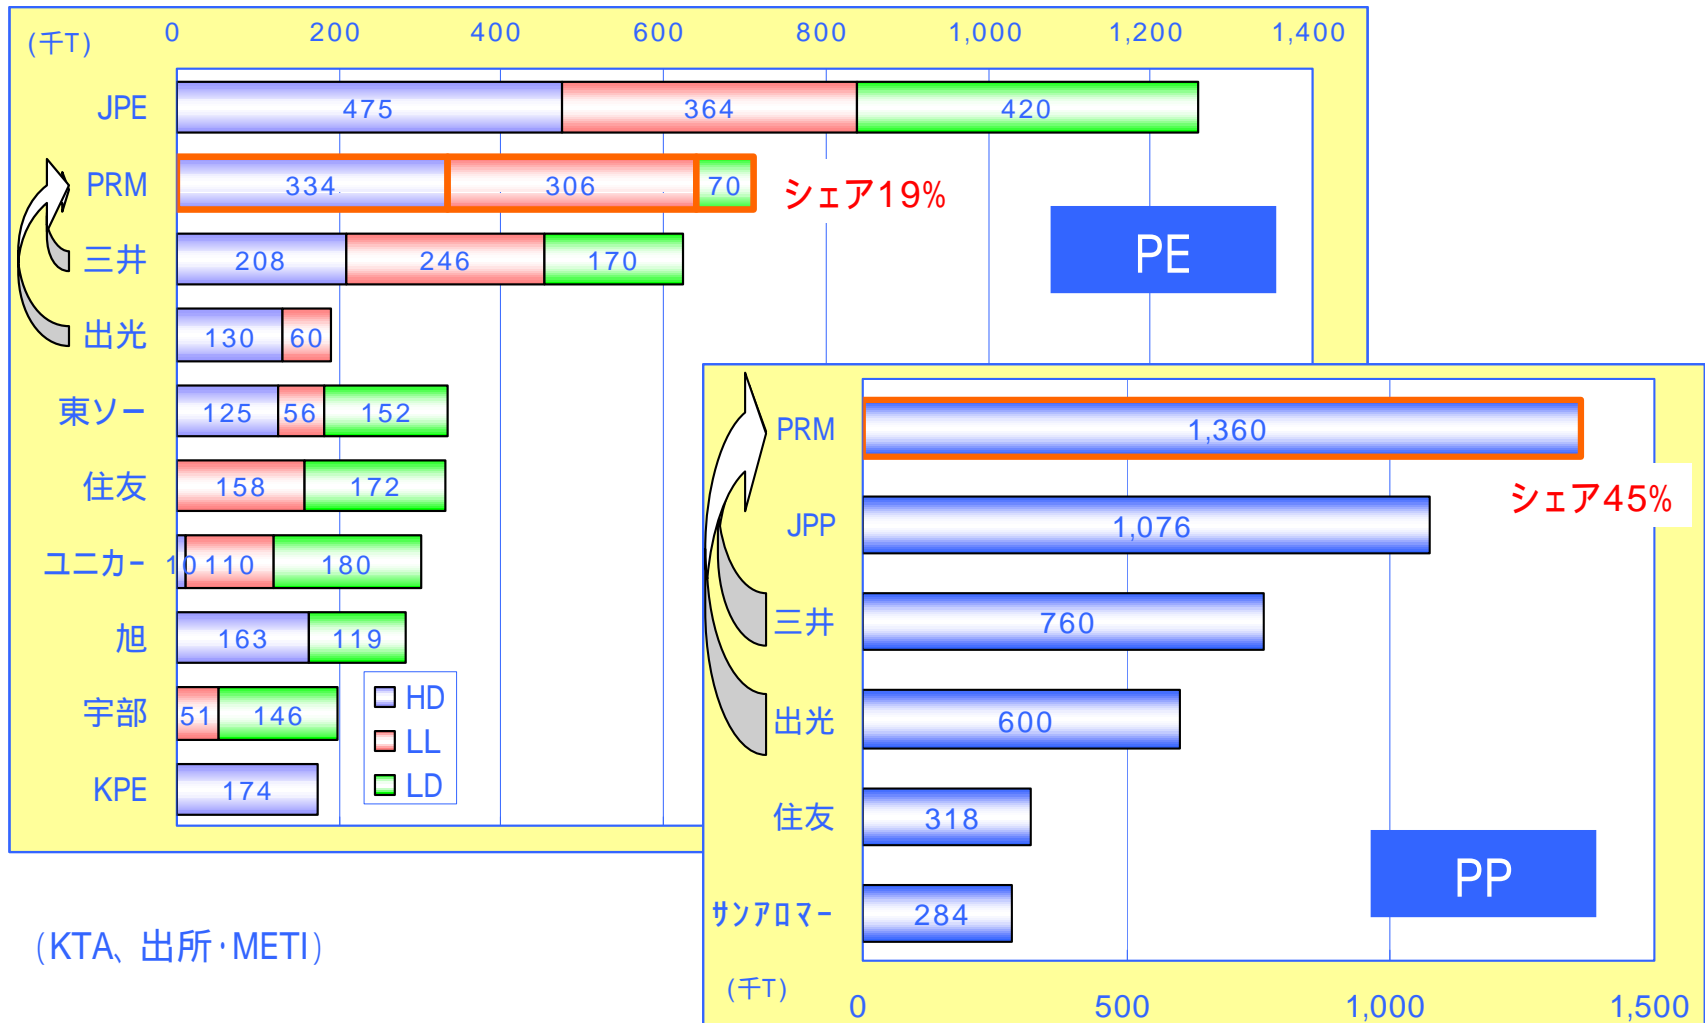 (千T) 0 200 400 600 800 1,000 1,200 1,400
JPE 475 364 420
PRM 334 306 70 シェア19%
三井 208 246 170
PE
出光 130 60
東ソー 125 56 152
住友 158 172
ユニカー 10 110 180
旭 163 119
宇部 51 146
KPE 174
HD
LL
LD
PRM 1,360
シェア45%
JPP 1,076
三井 760
出光 600
住友 318
PP
サンアロマー 284
(千T)
0 500 1,000 1,500
(KTA、出所・METI)